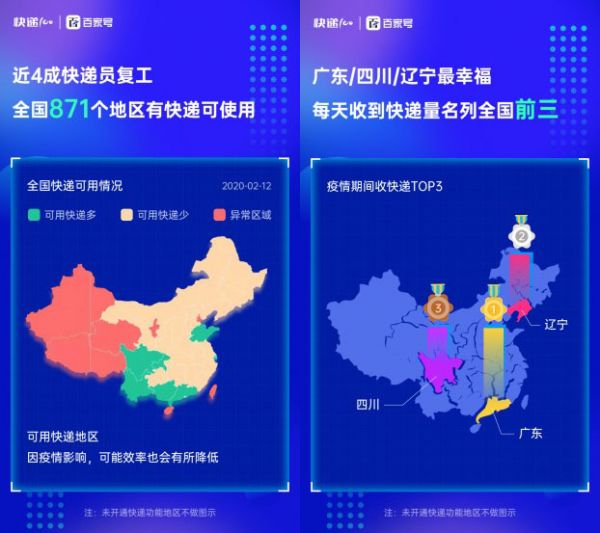 快递100 | 百家号
近4成快递员复工
全国871个地区有快递可使用
全国快递可用情况 2020-02-12
可用快递多 可用快递少 异常区域
可用快递地区
因疫情影响，可能效率也会有所降低
注：未开通快递功能地区不做图示
快递100 | 百家号
广东/四川/辽宁最幸福
每天收到快递量名列全国前三
疫情期间收快递TOP3
2
3
1
辽宁
四川
广东
注：未开通快递功能地区不做图示